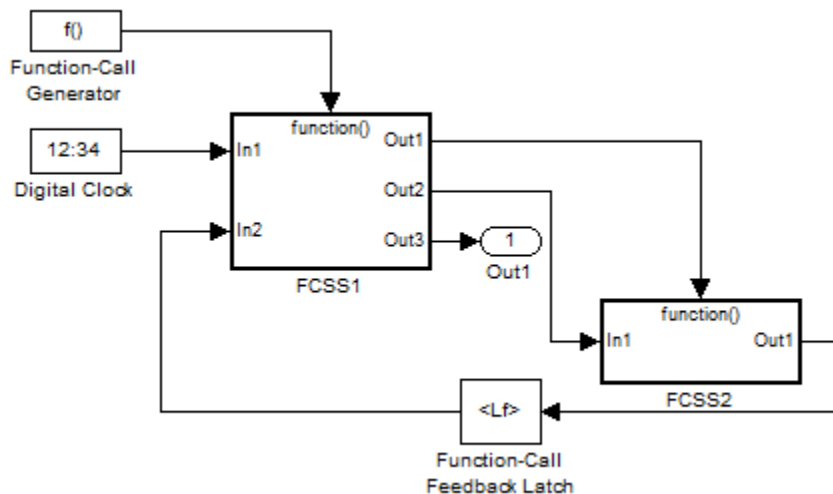 f()
Function-Call
Generator
12:34
Digital Clock
function()
In1
Out1
Out2
In2
Out3
FCSS1
1
Out1
function()
In1
Out1
FCSS2
<Lf>
Function-Call
Feedback Latch